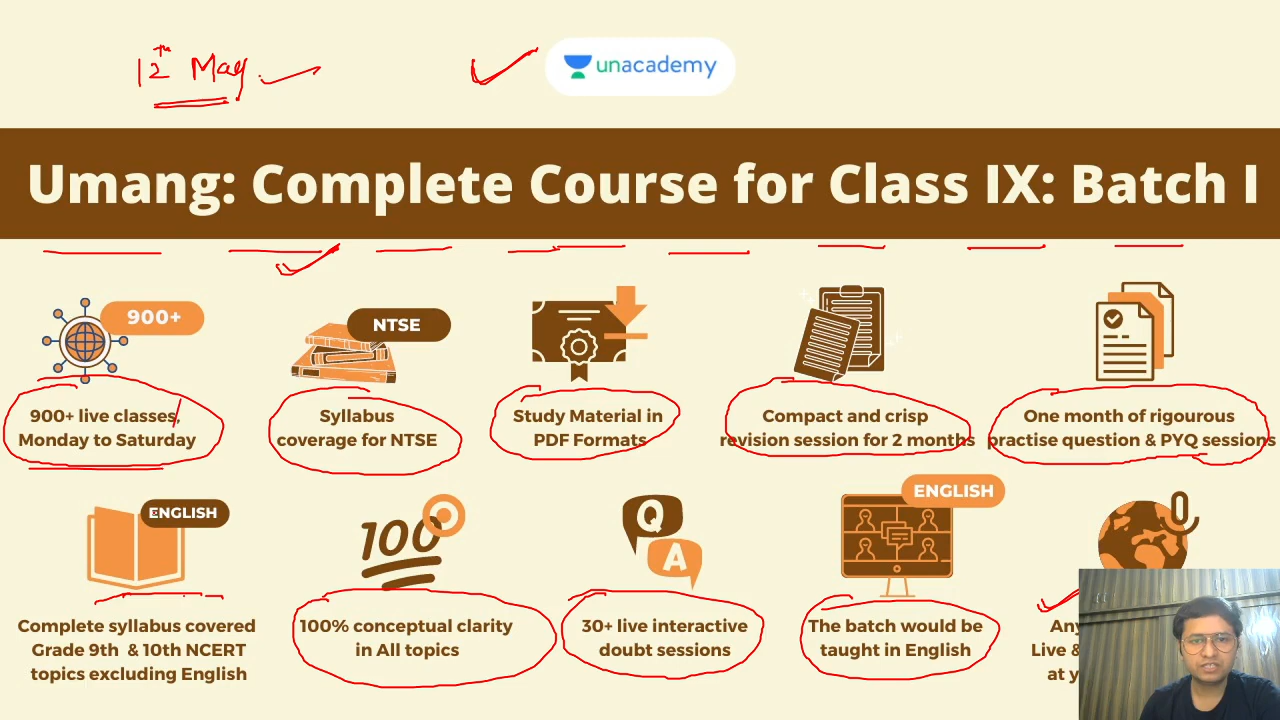 12th May
unacademy
Umang: Complete Course for Class IX: Batch I
900+
NTSE
900+ live classes,
Monday to Saturday
Syllabus
coverage for NTSE
Study Material in
PDF Formats
Compact and crisp
revision session for 2 months
One month of rigourous
practise question & PYQ sessions
ENGLISH
100
Q
A
ENGLISH
Complete syllabus covered
Grade 9th & 10th NCERT
topics excluding English
100% conceptual clarity
in All topics
30+ live interactive
doubt sessions
The batch would be
taught in English
Live &
at